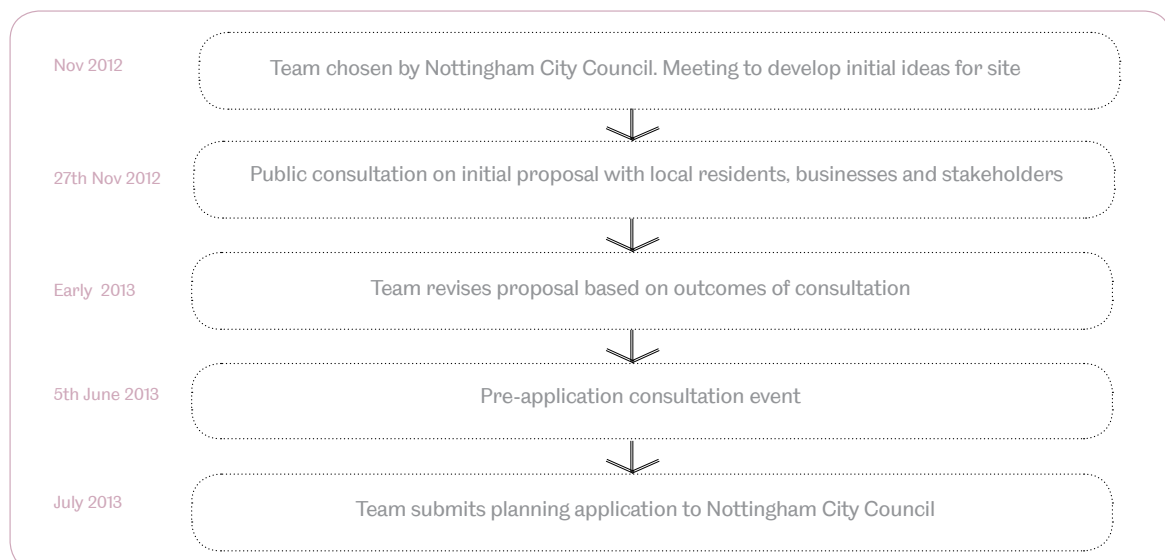 Nov 2012
Team chosen by Nottingham City Council. Meeting to develop initial ideas for site
27th Nov 2012
Public consultation on initial proposal with local residents, businesses and stakeholders
Early 2013
Team revises proposal based on outcomes of consultation
5th June 2013
Pre-application consultation event
July 2013
Team submits planning application to Nottingham City Council